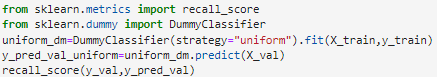 from sklearn.metrics import recall_score
from sklearn.dummy import DummyClassifier
uniform_dm=DummyClassifier(strategy="uniform").fit(X_train,y_train)
y_pred_val_uniform=uniform_dm.predict(X_val)
recall_score(y_val,y_pred_val)